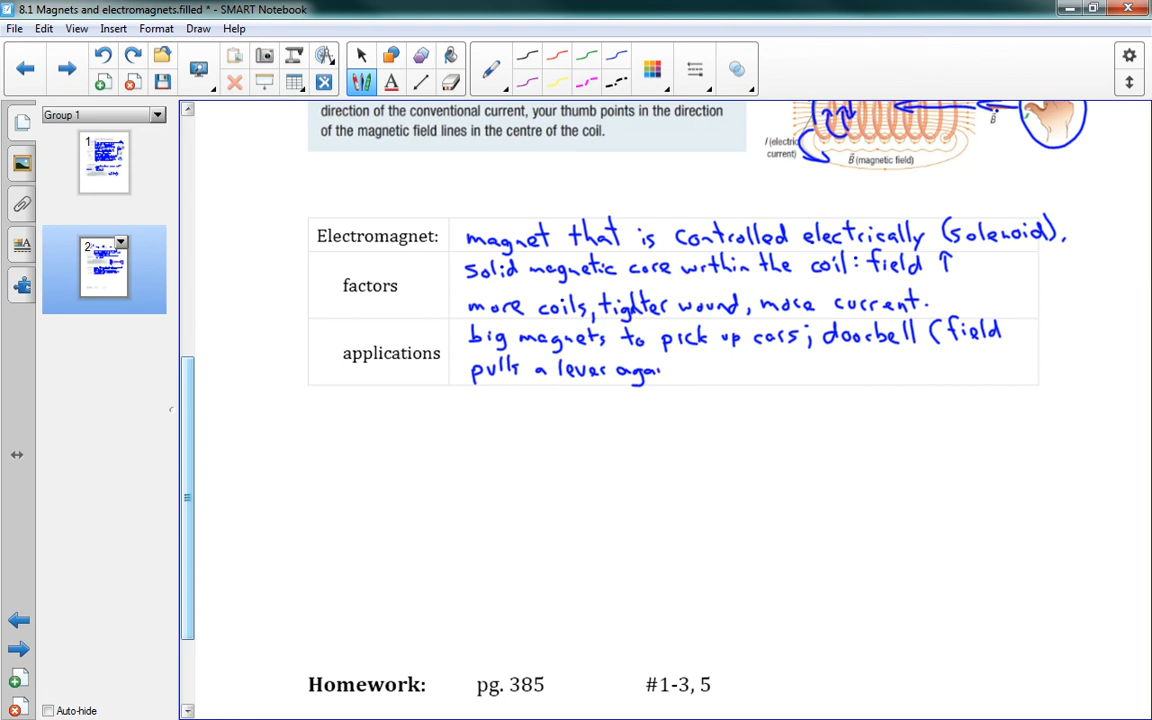 8.1 Magnets and electromagnets.filled * - SMART Notebook
File Edit View Insert Format Draw Help
Group 1
1
2
direction of the conventional current, your thumb points in the direction
of the magnetic field lines in the centre of the coil.
I (electric
current)
B (magnetic field)
B
Electromagnet: magnet that is controlled electrically (solenoid).
factors solid magnetic core within the coil: field ↑
more coils, tighter wound, more current.
applications big magnets to pick up cars; doorbell (field
pulls a lever agai
Homework: pg. 385 #1-3, 5
Auto-hide